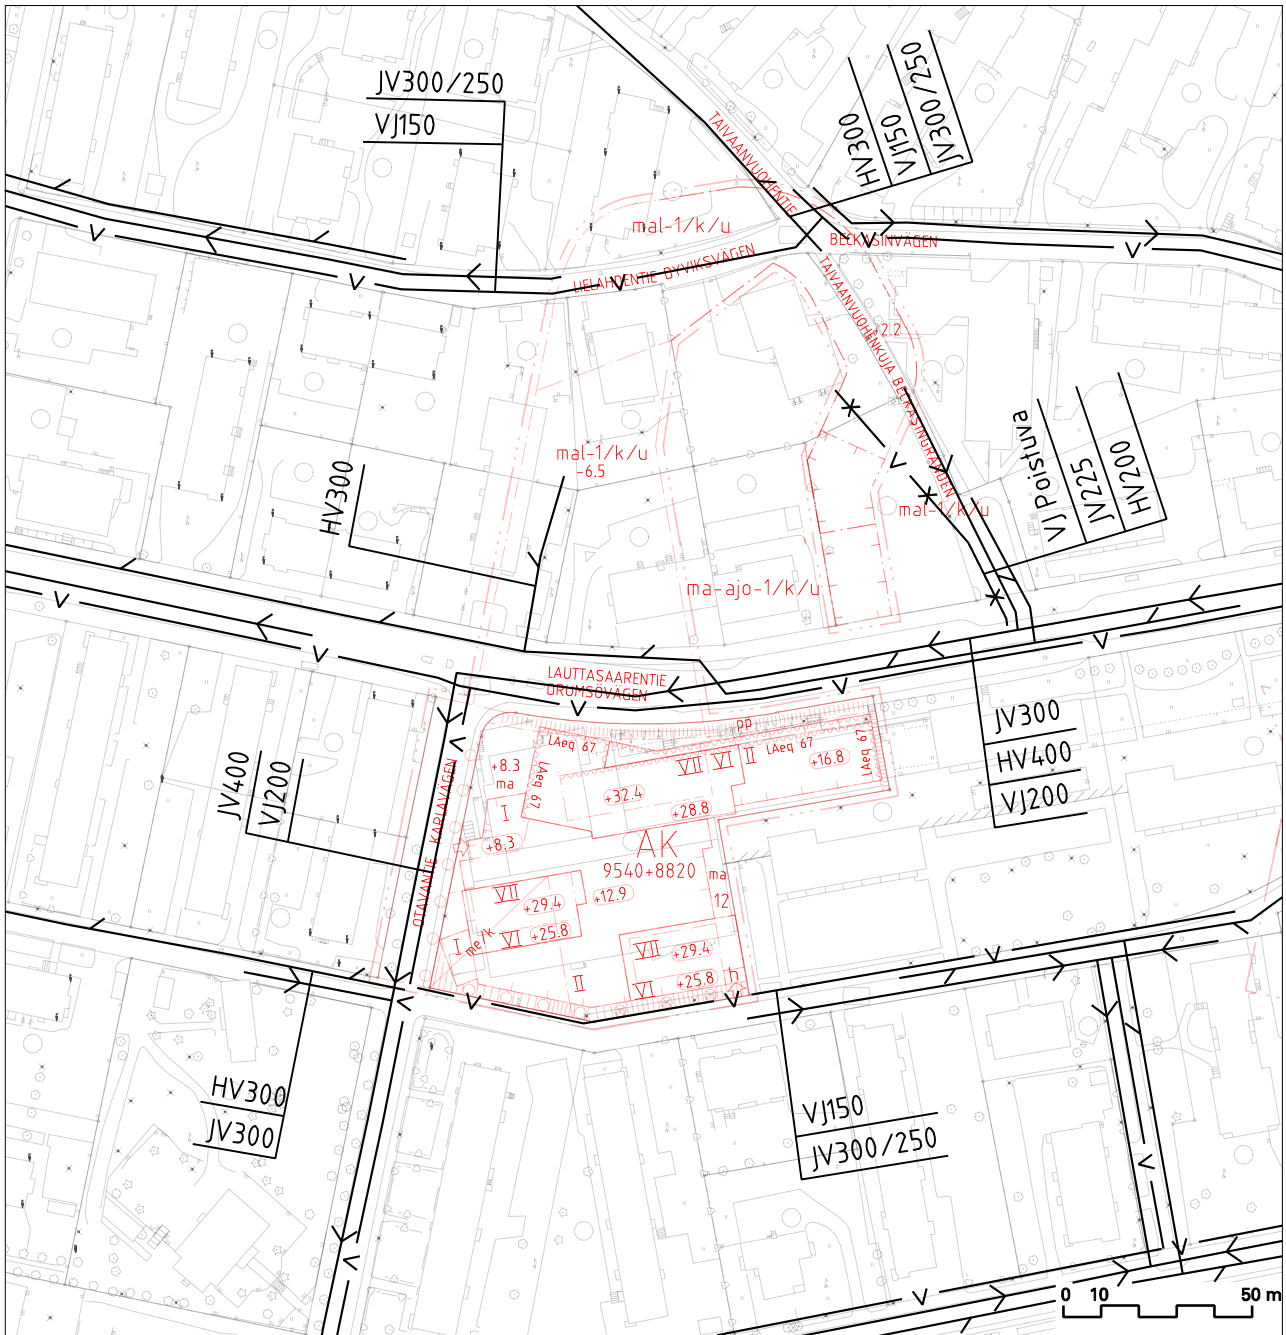 JV300/250
VJ150
HV300
VJ150
JV300/250
TAIVAANVUOHENTIE
mal-1/k/u
BECKASINVÄGEN
LIELAHDENTIE DYVIKSVÄGEN
TAIVAANVUOHENKUJA BECKASINGRÄNDEN
+2.2
mal-1/k/u
-6.5
HV300
mal-1/k/u
VJ Poistuva
JV225
HV200
ma-ajo-1/k/u
LAUTTASAARENTIE
DRUMSÖVÄGEN
JV300
HV400
VJ200
JV400
VJ200
OTAVANTIE KARLAVÄGEN
pp
LAeq 67
LAeq 67
LAeq 67
LAeq 67
+8.3
ma
I
+8.3
VII VI II
+16.8
+32.4
+28.8
AK
9540+8820
ma
12
VII
+29.4
+12.9
VI
+25.8
I
me/k
VII
+29.4
VI
+25.8
h
II
HV300
JV300
VJ150
JV300/250
0 10 50 m